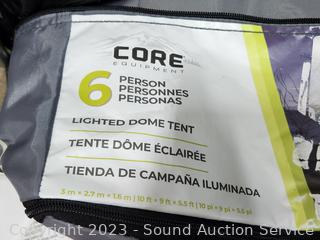 CORE
EQUIPMENT
6 PERSON
PERSONNES
PERSONAS
LIGHTED DOME TENT
TENTE DÔME ÉCLAIRÉE
TIENDA DE CAMPAÑA ILUMINADA
3 m × 2.7 m × 1.6 m | 10 ft × 9 ft × 5.5 ft | 10 pi × 9 pi × 5.5 pi
Copyright 2023 - Sound Auction Service